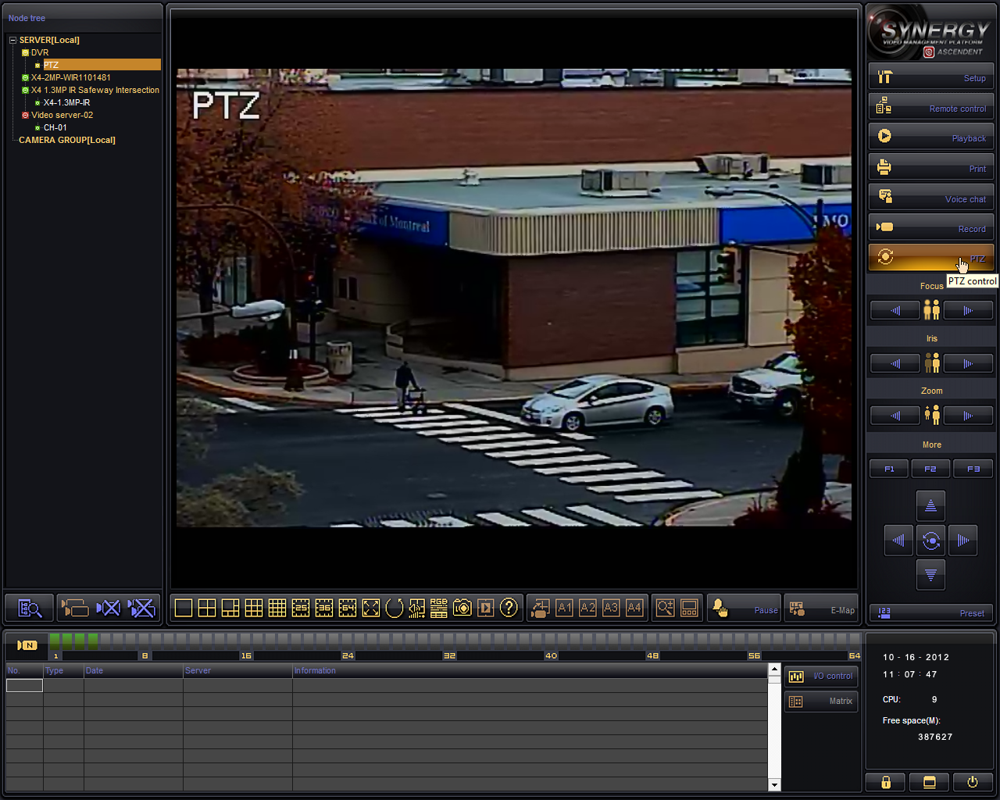 Node tree
SERVER[Local]
DVR
PTZ
X4-2MP-WIR1101481
X4 1.3MP IR Safeway Intersection
X4-1.3MP-IR
Video server-02
CH-01
CAMERA GROUP[Local]
PTZ
of Montreal
SYNERGY
VIDEO MANAGEMENT PLATFORM
ASCENDENT
Setup
Remote control
Playback
Print
Voice chat
Record
PTZ
PTZ control
Focus
Iris
Zoom
More
F1 F2 F3
Preset
25 36 64 RGB ? A1 A2 A3 A4 Pause E-Map
N
1 8 16 24 32 40 48 56 64
No. Type Date Server Information
I/O control
Matrix
10 - 16 - 2012
11 : 07 : 47
CPU: 9
Free space(M):
387627